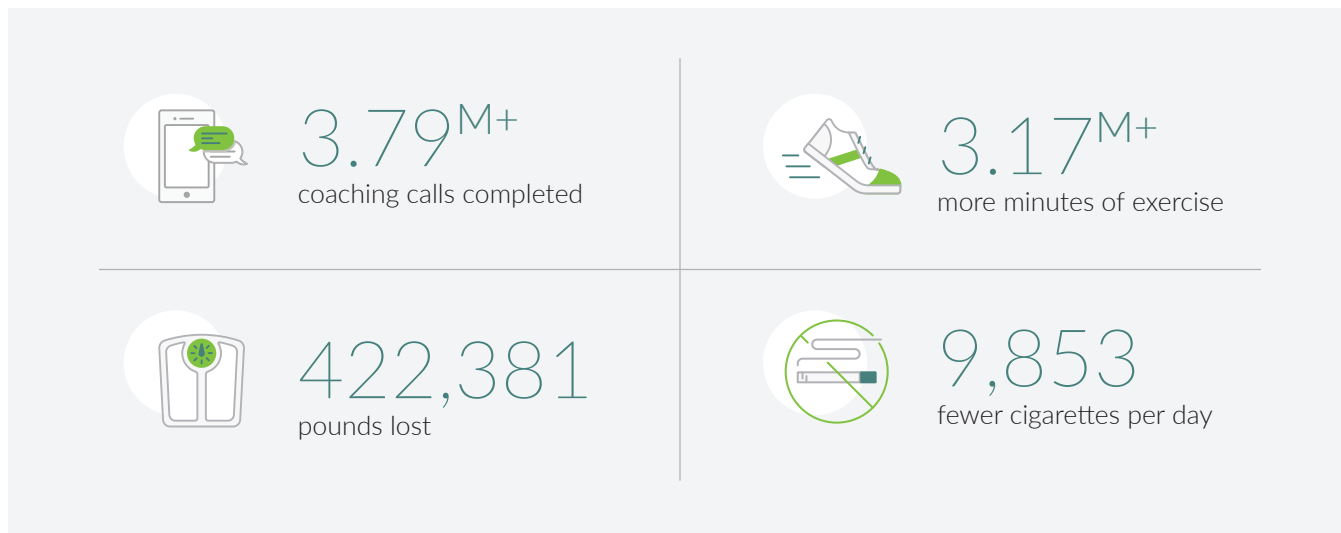 3.79M+
coaching calls completed
3.17M+
more minutes of exercise
422,381
pounds lost
9,853
fewer cigarettes per day